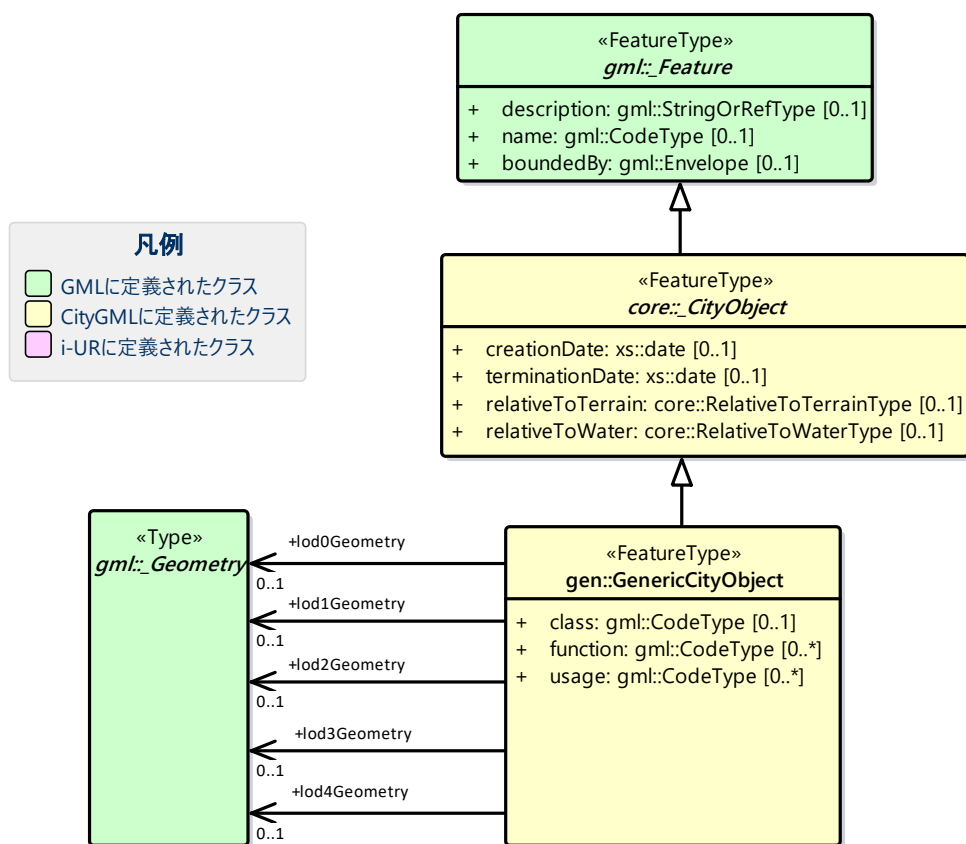 «FeatureType»
gml::_Feature
+ description: gml::StringOrRefType [0..1]
+ name: gml::CodeType [0..1]
+ boundedBy: gml::Envelope [0..1]
凡例
GMLに定義されたクラス
CityGMLに定義されたクラス
i-URに定義されたクラス
«FeatureType»
core::_CityObject
+ creationDate: xs::date [0..1]
+ terminationDate: xs::date [0..1]
+ relativeToTerrain: core::RelativeToTerrainType [0..1]
+ relativeToWater: core::RelativeToWaterType [0..1]
«Type»
gml::_Geometry
+lod0Geometry
0..1
+lod1Geometry
0..1
+lod2Geometry
0..1
+lod3Geometry
0..1
+lod4Geometry
0..1
«FeatureType»
gen::GenericCityObject
+ class: gml::CodeType [0..1]
+ function: gml::CodeType [0..*]
+ usage: gml::CodeType [0..*]